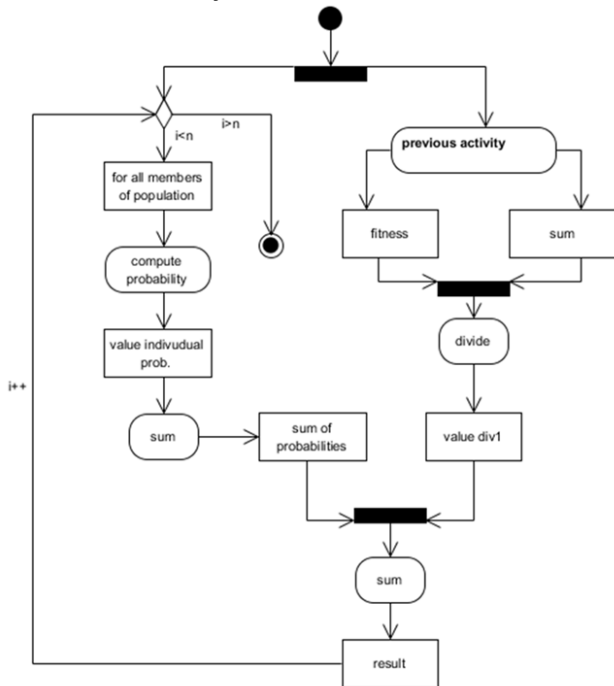 i<n
i>n
previous activity
for all members
of population
fitness
sum
compute
probability
divide
value indivudual
prob.
i++
sum
sum of
probabilities
value div1
sum
result